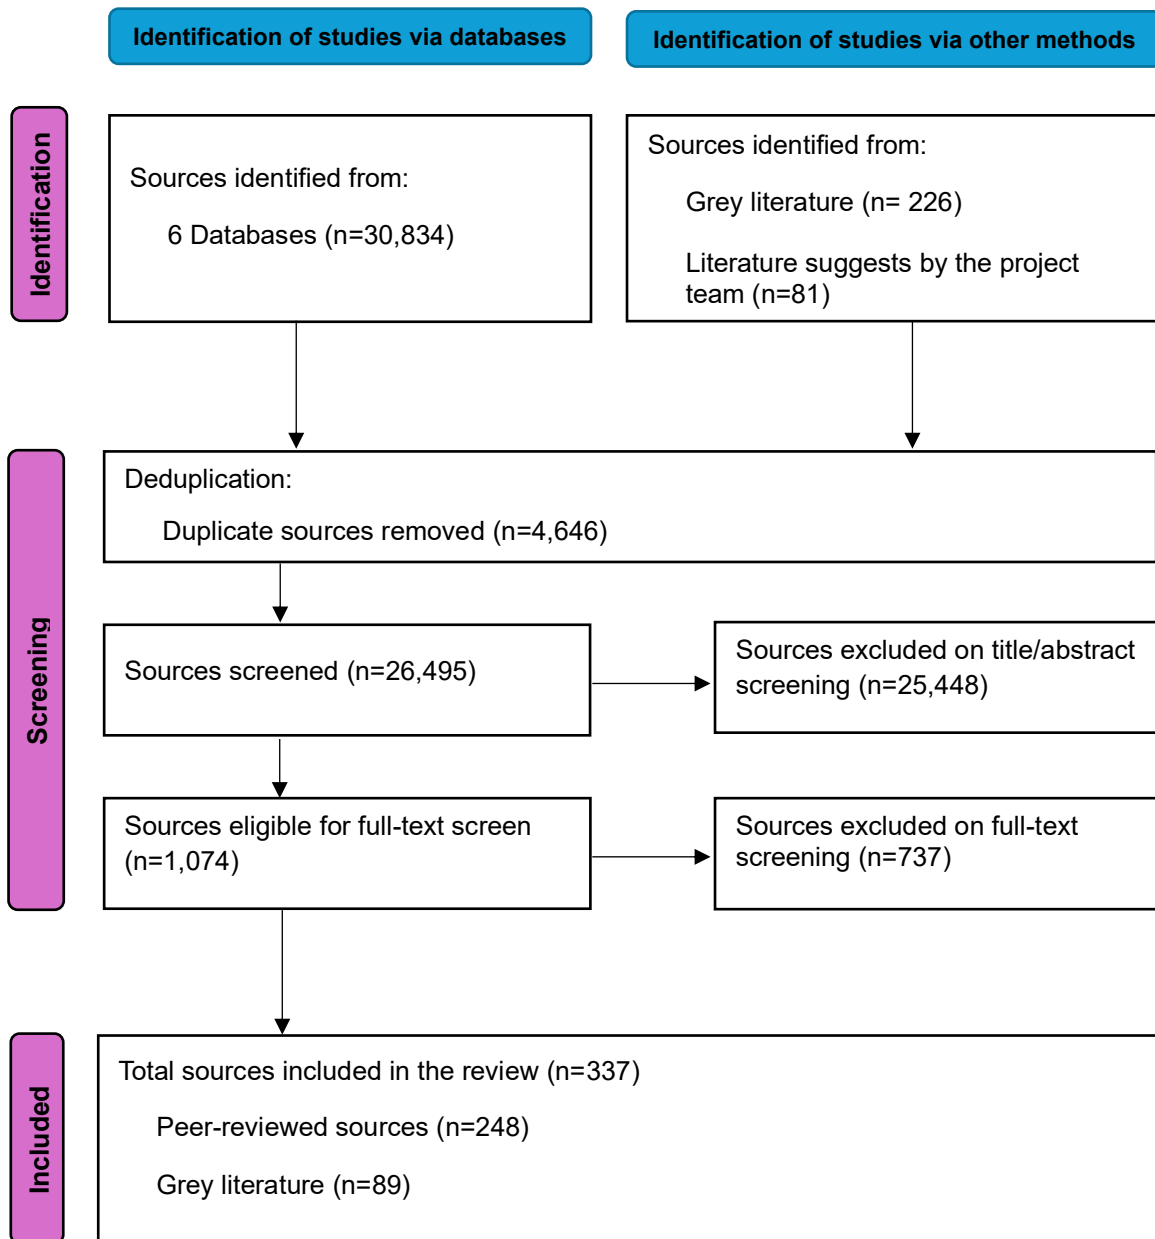 Identification of studies via databases
Identification of studies via other methods
Identification
Sources identified from:
6 Databases (n=30,834)
Sources identified from:
Grey literature (n= 226)
Literature suggests by the project
team (n=81)
Screening
Deduplication:
Duplicate sources removed (n=4,646)
Sources screened (n=26,495)
Sources excluded on title/abstract
screening (n=25,448)
Sources eligible for full-text screen
(n=1,074)
Sources excluded on full-text
screening (n=737)
Included
Total sources included in the review (n=337)
Peer-reviewed sources (n=248)
Grey literature (n=89)